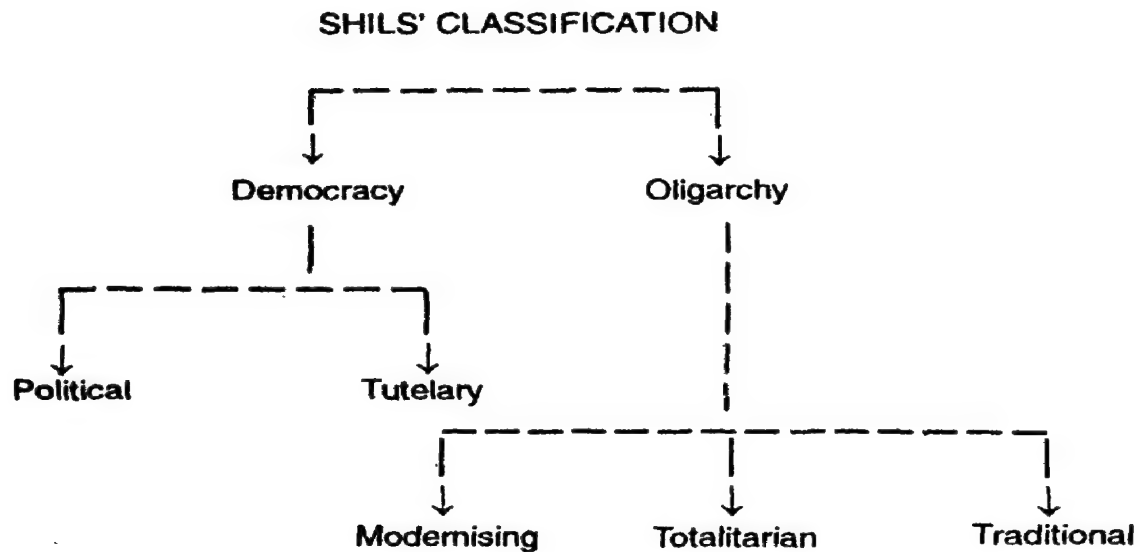 SHILS' CLASSIFICATION
Democracy Oligarchy
Political Tutelary
Modernising Totalitarian Traditional